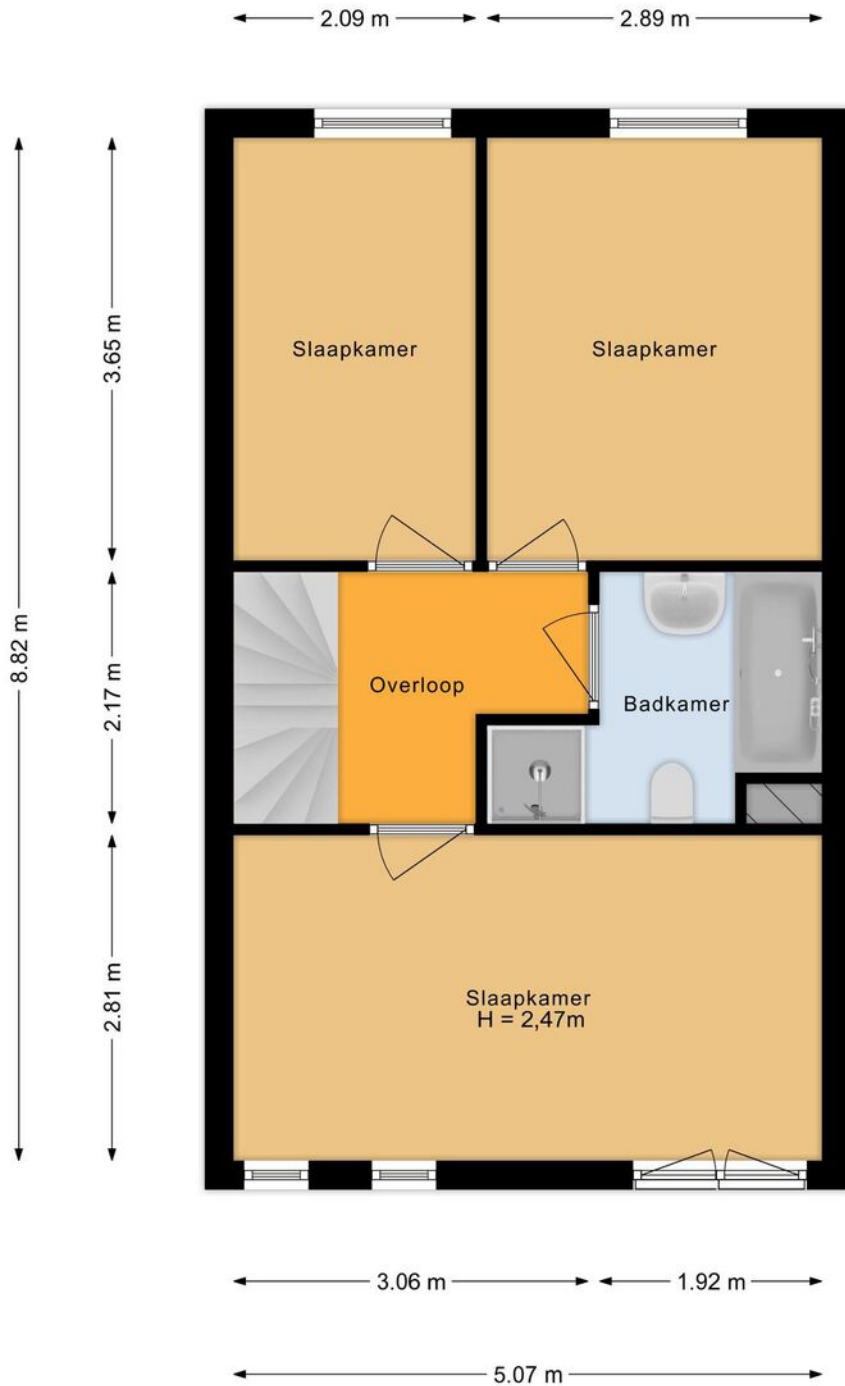 2.09 m
2.89 m
3.65 m
8.82 m
2.17 m
2.81 m
Slaapkamer
Slaapkamer
Overloop
Badkamer
Slaapkamer
H = 2,47m
3.06 m
1.92 m
5.07 m